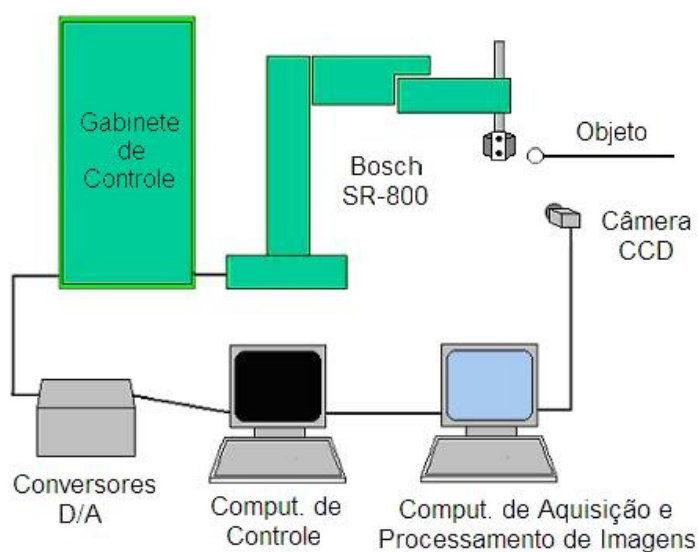 Gabinete
de
Controle
Bosch
SR-800
Objeto
Câmera
CCD
Conversores
D/A
Comput. de
Controle
Comput. de Aquisição e
Processamento de Imagens